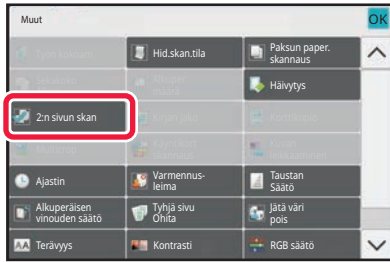 Muut
OK
Hid.skan.tila
Paksun paper.
skannaus
Häivytys
2:n sivun skan
Ajastin
Varmennus-
leima
Taustan
Säätö
Alkuperäisen
vinouden säätö
Tyhjä sivu
Ohita
Jätä väri
pois
AA
Terävyys
Kontrasti
RGB säätö